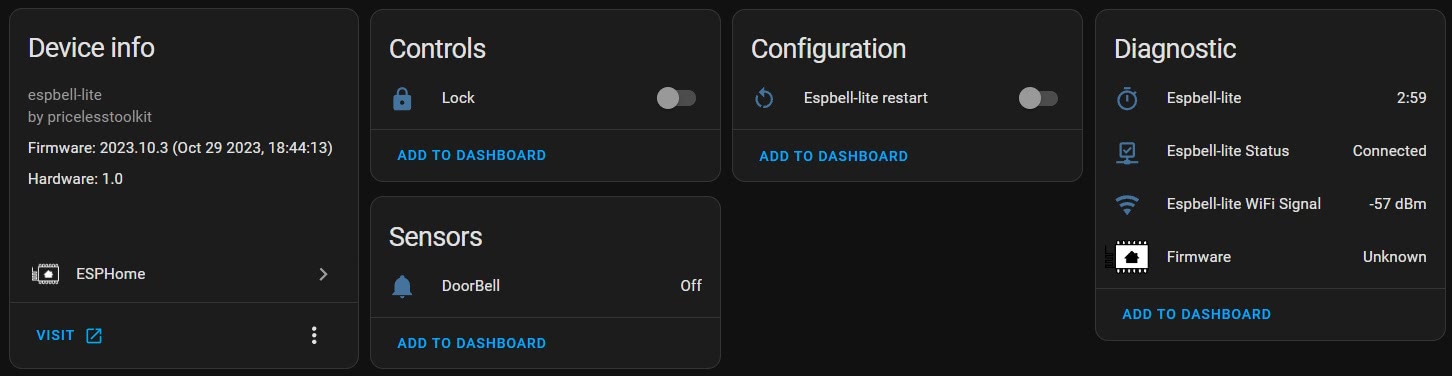 Device info
espbell-lite
by pricelesstoolkit
Firmware: 2023.10.3 (Oct 29 2023, 18:44:13)
Hardware: 1.0
ESPHome
VISIT
Controls
Lock
ADD TO DASHBOARD
Sensors
DoorBell Off
ADD TO DASHBOARD
Configuration
Espbell-lite restart
ADD TO DASHBOARD
Diagnostic
Espbell-lite 2:59
Espbell-lite Status Connected
Espbell-lite WiFi Signal -57 dBm
Firmware Unknown
ADD TO DASHBOARD